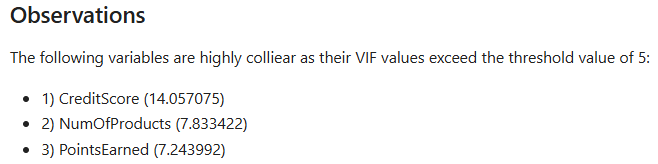 Observations
The following variables are highly colliear as their VIF values exceed the threshold value of 5:
• 1) CreditScore (14.057075)
• 2) NumOfProducts (7.833422)
• 3) PointsEarned (7.243992)